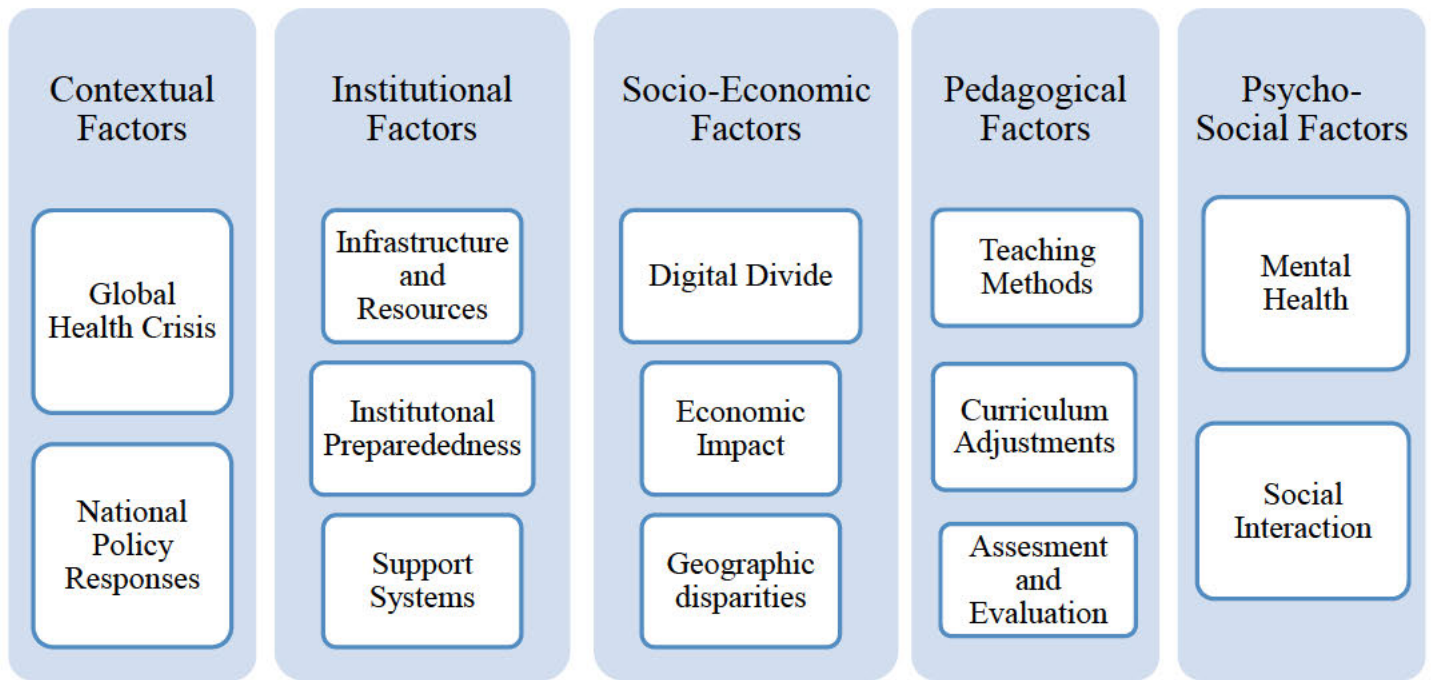 Contextual
Factors
Global
Health Crisis
National
Policy
Responses
Institutional
Factors
Infrastructure
and
Resources
Institutonal
Preparededness
Support
Systems
Socio-Economic
Factors
Digital Divide
Economic
Impact
Geographic
disparities
Pedagogical
Factors
Teaching
Methods
Curriculum
Adjustments
Assesment
and
Evaluation
Psycho-
Social Factors
Mental
Health
Social
Interaction